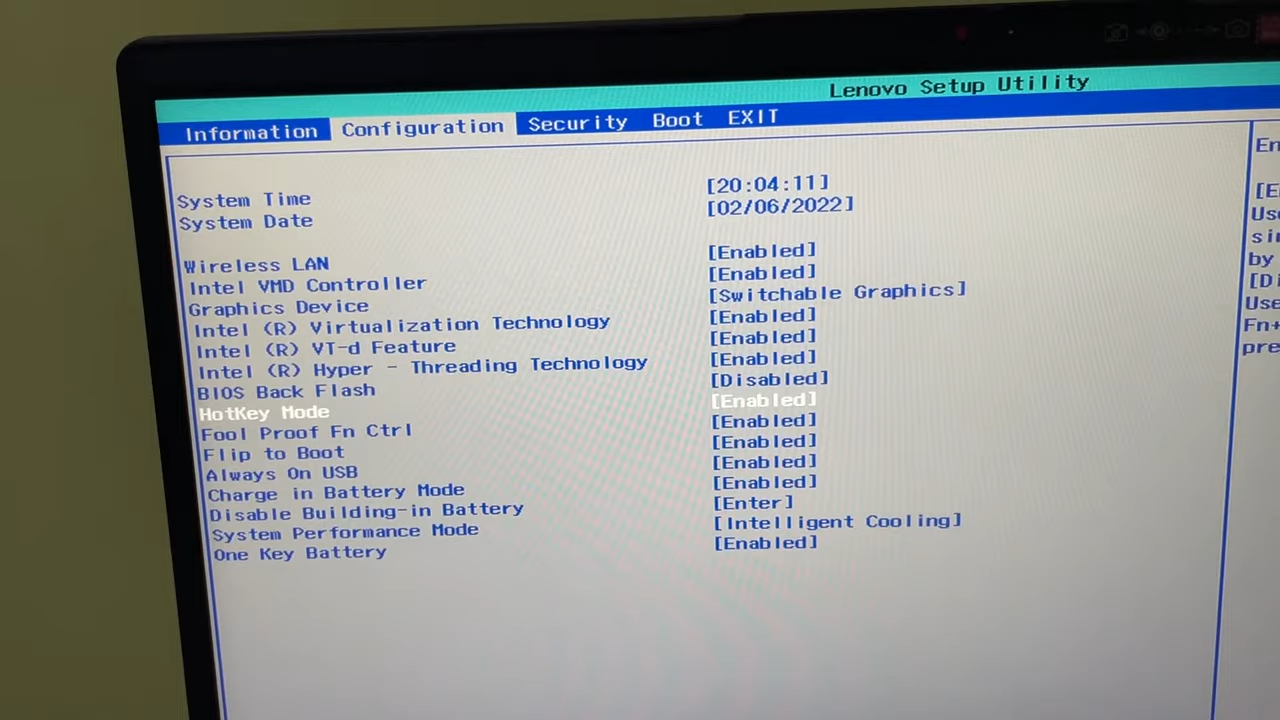 Lenovo Setup Utility
Information Configuration Security Boot EXIT
System Time [20:04:11]
System Date [02/06/2022]
Wireless LAN [Enabled]
Intel VMD Controller [Enabled]
Graphics Device [Switchable Graphics]
Intel (R) Virtualization Technology [Enabled]
Intel (R) VT-d Feature [Enabled]
Intel (R) Hyper - Threading Technology [Enabled]
BIOS Back Flash [Disabled]
HotKey Mode [Enabled]
Fool Proof Fn Ctrl [Enabled]
Flip to Boot [Enabled]
Always On USB [Enabled]
Charge in Battery Mode [Enabled]
Disable Building-in Battery [Enter]
System Performance Mode [Intelligent Cooling]
One Key Battery [Enabled]
by
Fn+